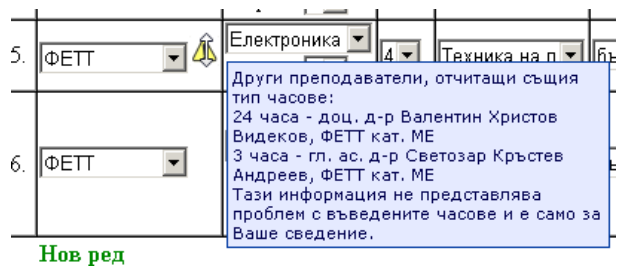 5. ФЕТТ Електроника 4 Техника на п
Други преподаватели, отчитащи същия
тип часове:
24 часа - доц. д-р Валентин Христов
Видеков, ФЕТТ кат. МЕ
3 часа - гл. ас. д-р Светозар Кръстев
Андреев, ФЕТТ кат. МЕ
Тази информация не представлява
проблем с въведените часове и е само за
Ваше сведение.
6. ФЕТТ
Нов ред